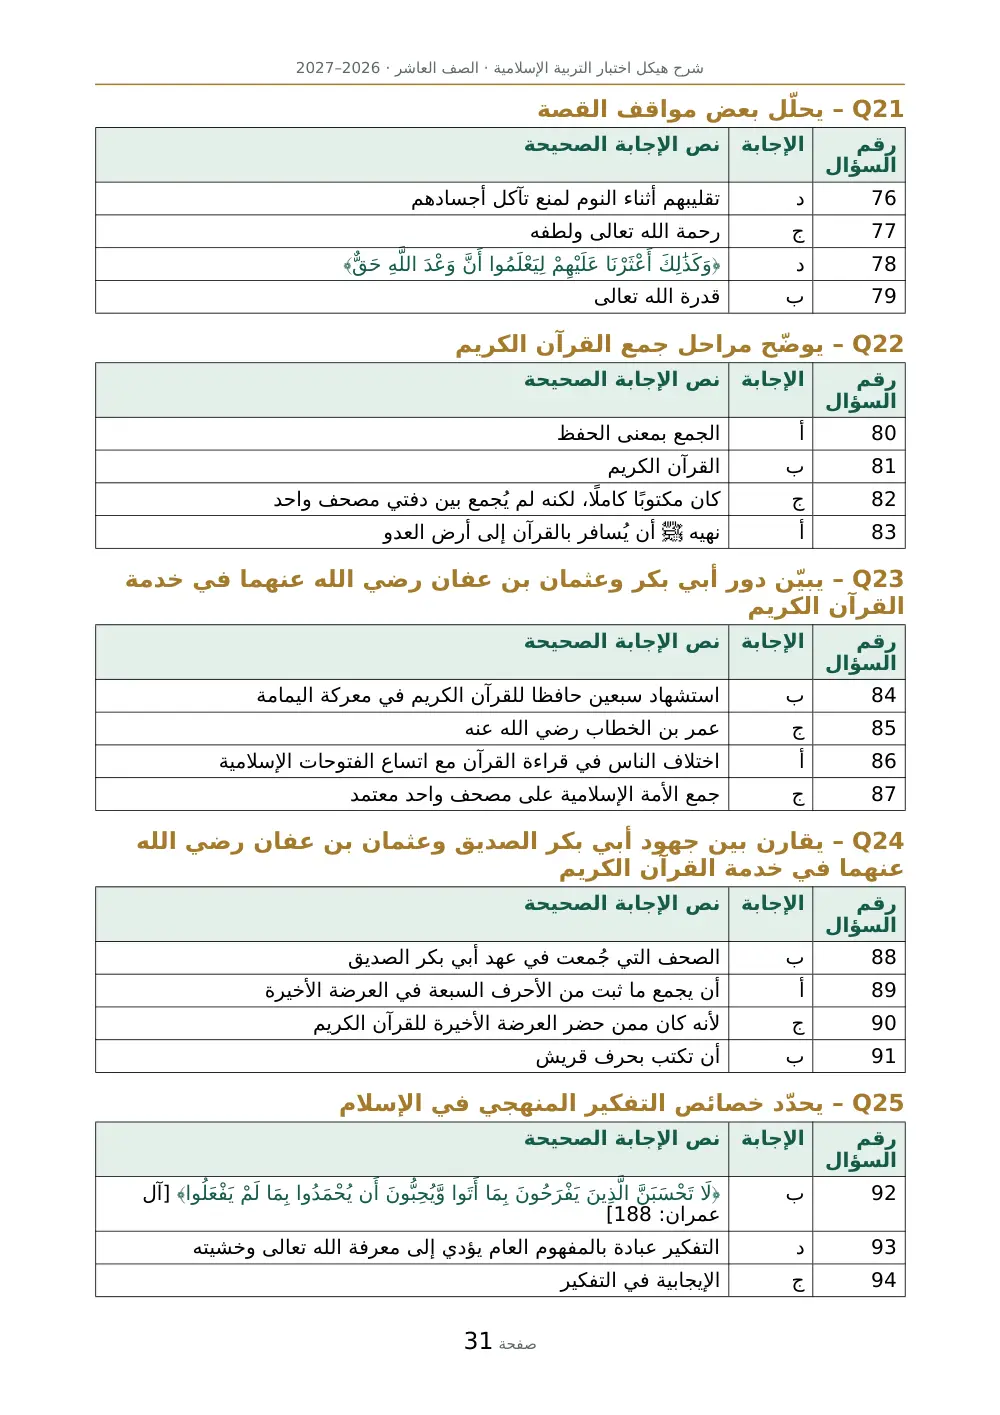 شرح هيكل اختبار التربية الإسلامية · الصف العاشر · 2026–2027
Q21 – يحلّل بعض مواقف القصة
رقم السؤال الإجابة نص الإجابة الصحيحة
76 د تقليبهم أثناء النوم لمنع تآكل أجسادهم
77 ج رحمة الله تعالى ولطفه
78 د ﴿وَكَذَٰلِكَ أَعْثَرْنَا عَلَيْهِمْ لِيَعْلَمُوا أَنَّ وَعْدَ اللَّهِ حَقٌّ﴾
79 ب قدرة الله تعالى
Q22 – يوضّح مراحل جمع القرآن الكريم
رقم السؤال الإجابة نص الإجابة الصحيحة
80 أ الجمع بمعنى الحفظ
81 ب القرآن الكريم
82 ج كان مكتوبًا كاملًا، لكنه لم يُجمع بين دفتي مصحف واحد
83 أ نهيه ﷺ أن يُسافر بالقرآن إلى أرض العدو
Q23 – يبيّن دور أبي بكر وعثمان بن عفان رضي الله عنهما في خدمة
القرآن الكريم
رقم السؤال الإجابة نص الإجابة الصحيحة
84 ب استشهاد سبعين حافظا للقرآن الكريم في معركة اليمامة
85 ج عمر بن الخطاب رضي الله عنه
86 أ اختلاف الناس في قراءة القرآن مع اتساع الفتوحات الإسلامية
87 ج جمع الأمة الإسلامية على مصحف واحد معتمد
Q24 – يقارن بين جهود أبي بكر الصديق وعثمان بن عفان رضي الله
عنهما في خدمة القرآن الكريم
رقم السؤال الإجابة نص الإجابة الصحيحة
88 ب الصحف التي جُمعت في عهد أبي بكر الصديق
89 أ أن يجمع ما ثبت من الأحرف السبعة في العرضة الأخيرة
90 ج لأنه كان ممن حضر العرضة الأخيرة للقرآن الكريم
91 ب أن تكتب بحرف قريش
Q25 – يحدّد خصائص التفكير المنهجي في الإسلام
رقم السؤال الإجابة نص الإجابة الصحيحة
92 ب ﴿لَا تَحْسَبَنَّ الَّذِينَ يَفْرَحُونَ بِمَا أَتَوا وَّيُحِبُّونَ أَن يُحْمَدُوا بِمَا لَمْ يَفْعَلُوا﴾ [آل
عمران: 188]
93 د التفكير عبادة بالمفهوم العام يؤدي إلى معرفة الله تعالى وخشيته
94 ج الإيجابية في التفكير
صفحة 31